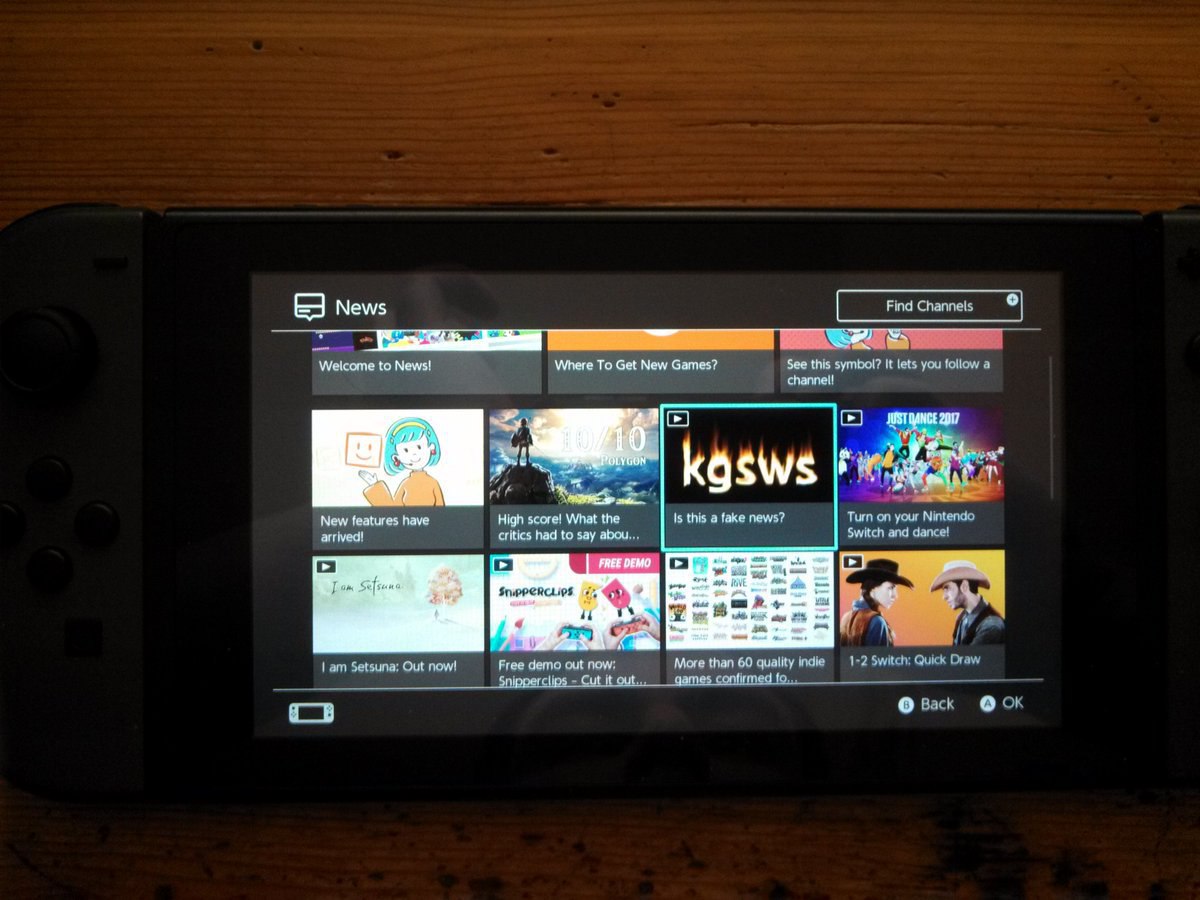 News
Find Channels
Welcome to News!
Where To Get New Games?
See this symbol? It lets you follow a
channel!
10/10
POLYGON
kgsws
JUST DANCE 2017
New features have
arrived!
High score! What the
critics had to say abou...
Is this a fake news?
Turn on your Nintendo
Switch and dance!
I am Setsuna
FREE DEMO
SNIPPERCLIPS
I am Setsuna: Out now!
Free demo out now:
Snipperclips – Cut it out...
More than 60 quality indie
games confirmed fo...
1-2 Switch: Quick Draw
B Back
A OK